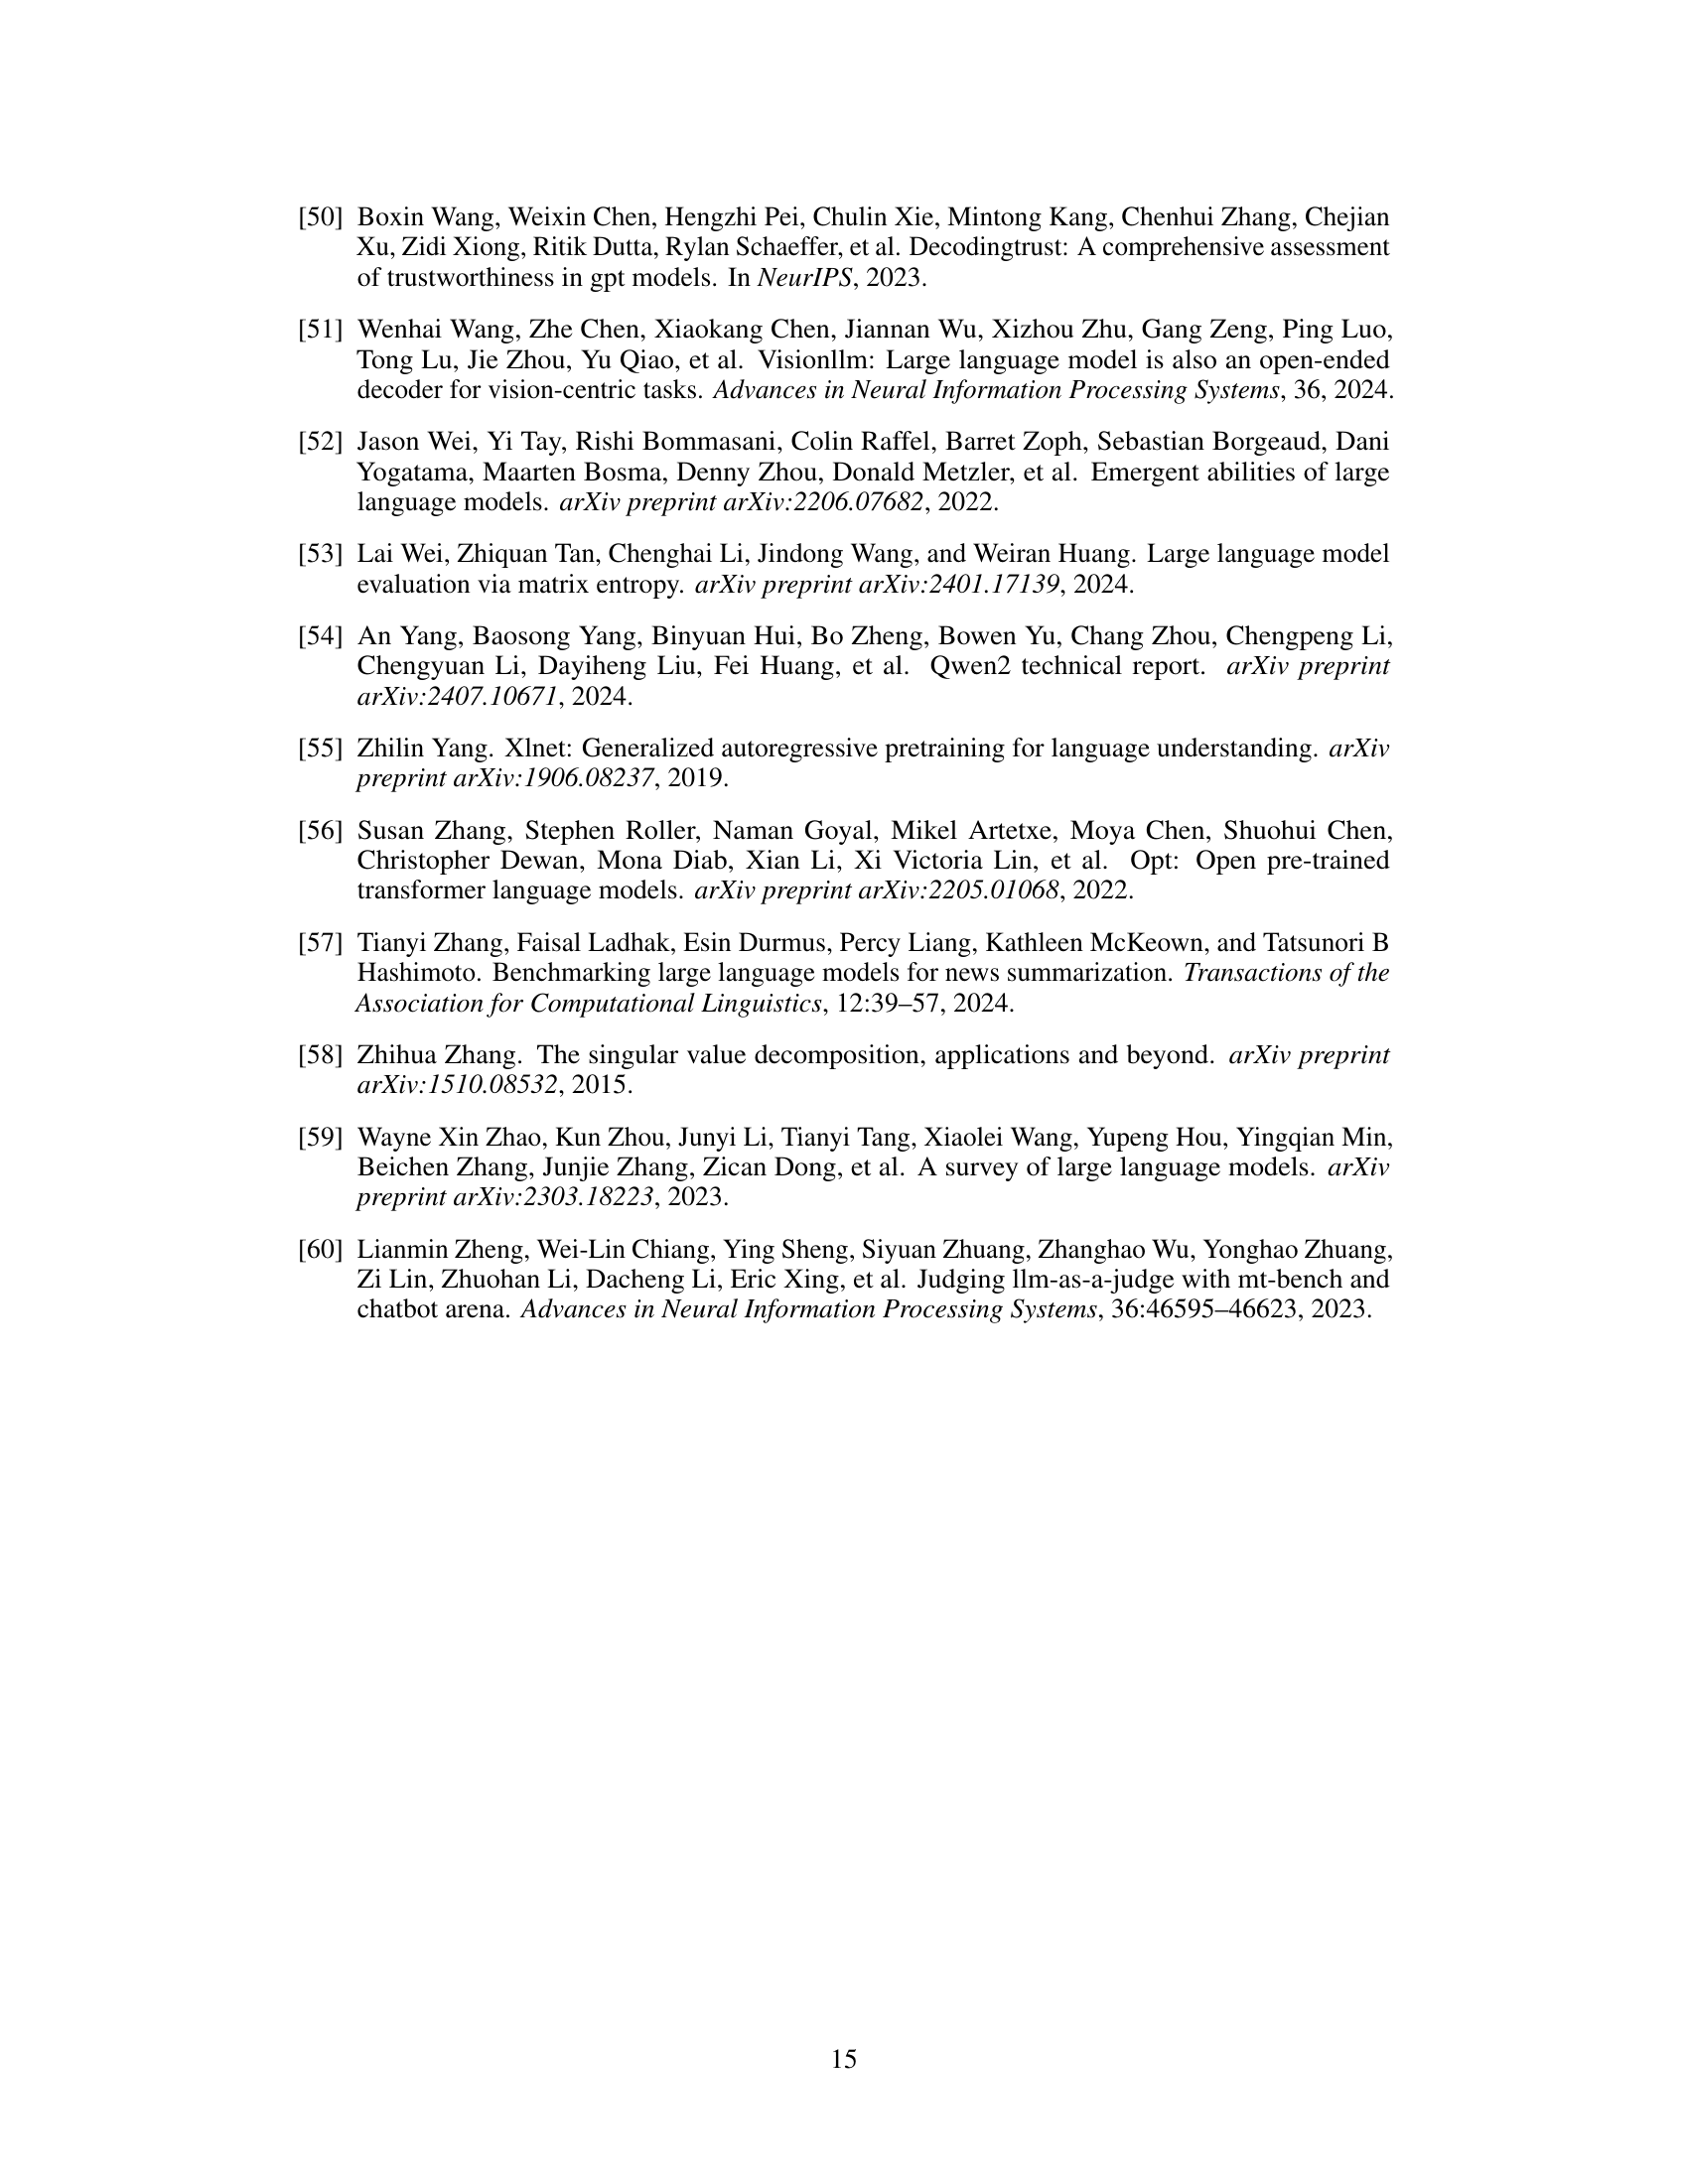 [50] Boxin Wang, Weixin Chen, Hengzhi Pei, Chulin Xie, Mintong Kang, Chenhui Zhang, Chejian
Xu, Zidi Xiong, Ritik Dutta, Rylan Schaeffer, et al. Decodingtrust: A comprehensive assessment
of trustworthiness in gpt models. In NeurIPS, 2023.
[51] Wenhai Wang, Zhe Chen, Xiaokang Chen, Jiannan Wu, Xizhou Zhu, Gang Zeng, Ping Luo,
Tong Lu, Jie Zhou, Yu Qiao, et al. Visionllm: Large language model is also an open-ended
decoder for vision-centric tasks. Advances in Neural Information Processing Systems, 36, 2024.
[52] Jason Wei, Yi Tay, Rishi Bommasani, Colin Raffel, Barret Zoph, Sebastian Borgeaud, Dani
Yogatama, Maarten Bosma, Denny Zhou, Donald Metzler, et al. Emergent abilities of large
language models. arXiv preprint arXiv:2206.07682, 2022.
[53] Lai Wei, Zhiquan Tan, Chenghai Li, Jindong Wang, and Weiran Huang. Large language model
evaluation via matrix entropy. arXiv preprint arXiv:2401.17139, 2024.
[54] An Yang, Baosong Yang, Binyuan Hui, Bo Zheng, Bowen Yu, Chang Zhou, Chengpeng Li,
Chengyuan Li, Dayiheng Liu, Fei Huang, et al. Qwen2 technical report. arXiv preprint
arXiv:2407.10671, 2024.
[55] Zhilin Yang. Xlnet: Generalized autoregressive pretraining for language understanding. arXiv
preprint arXiv:1906.08237, 2019.
[56] Susan Zhang, Stephen Roller, Naman Goyal, Mikel Artetxe, Moya Chen, Shuohui Chen,
Christopher Dewan, Mona Diab, Xian Li, Xi Victoria Lin, et al. Opt: Open pre-trained
transformer language models. arXiv preprint arXiv:2205.01068, 2022.
[57] Tianyi Zhang, Faisal Ladhak, Esin Durmus, Percy Liang, Kathleen McKeown, and Tatsunori B
Hashimoto. Benchmarking large language models for news summarization. Transactions of the
Association for Computational Linguistics, 12:39–57, 2024.
[58] Zhihua Zhang. The singular value decomposition, applications and beyond. arXiv preprint
arXiv:1510.08532, 2015.
[59] Wayne Xin Zhao, Kun Zhou, Junyi Li, Tianyi Tang, Xiaolei Wang, Yupeng Hou, Yingqian Min,
Beichen Zhang, Junjie Zhang, Zican Dong, et al. A survey of large language models. arXiv
preprint arXiv:2303.18223, 2023.
[60] Lianmin Zheng, Wei-Lin Chiang, Ying Sheng, Siyuan Zhuang, Zhanghao Wu, Yonghao Zhuang,
Zi Lin, Zhuohan Li, Dacheng Li, Eric Xing, et al. Judging llm-as-a-judge with mt-bench and
chatbot arena. Advances in Neural Information Processing Systems, 36:46595–46623, 2023.
15